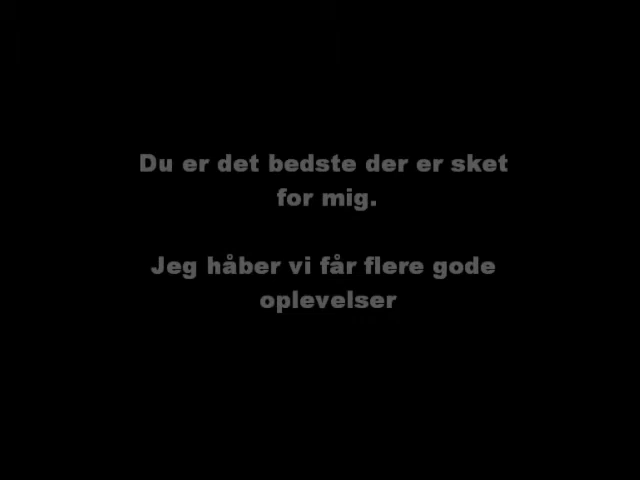 Du er det bedste der er sket
for mig.
Jeg håber vi får flere gode
oplevelser